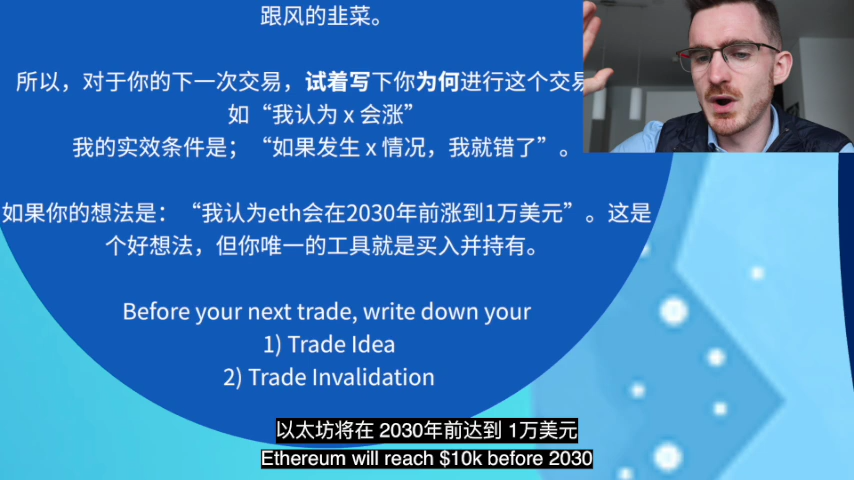 跟风的韭菜。
所以，对于你的下一次交易，试着写下你为何进行这个交易
如“我认为 x 会涨”
我的实效条件是；“如果发生 x 情况，我就错了”。
如果你的想法是：“我认为eth会在2030年前涨到1万美元”。这是
个好想法，但你唯一的工具就是买入并持有。
Before your next trade, write down your
1) Trade Idea
2) Trade Invalidation
以太坊将在 2030年前达到 1万美元
Ethereum will reach $10k before 2030